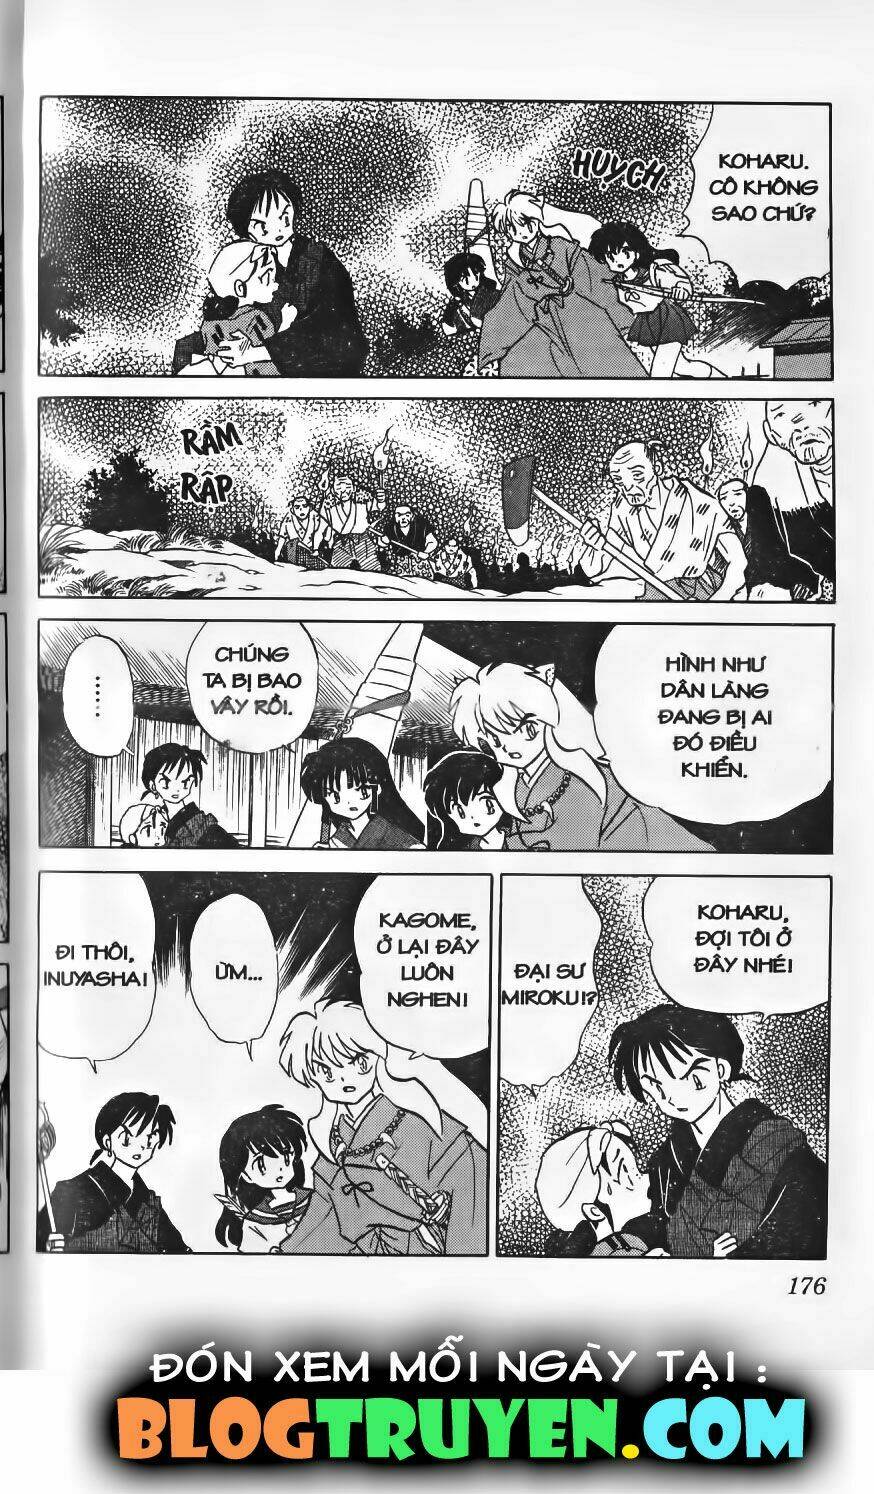 KOHARU.
CÔ KHÔNG
SAO CHỨ?
HUỴCH
RẦM
RẬP
HÌNH NHƯ
DÂN LÀNG
ĐANG BỊ AI
ĐÓ ĐIỀU
KHIỂN.
CHÚNG
TA BỊ BAO
VÂY RỒI.
......
KOHARU,
ĐỢI TÔI Ở
ĐÂY NHÉ!
ĐẠI SƯ
MIROKU!?
KAGOME,
Ở LẠI ĐÂY
LUÔN
NGHEN!
ỪM...
ĐI THÔI,
INUYASHA!
176
ĐÓN XEM MỖI NGÀY TẠI :
BLOGTRUYEN.COM